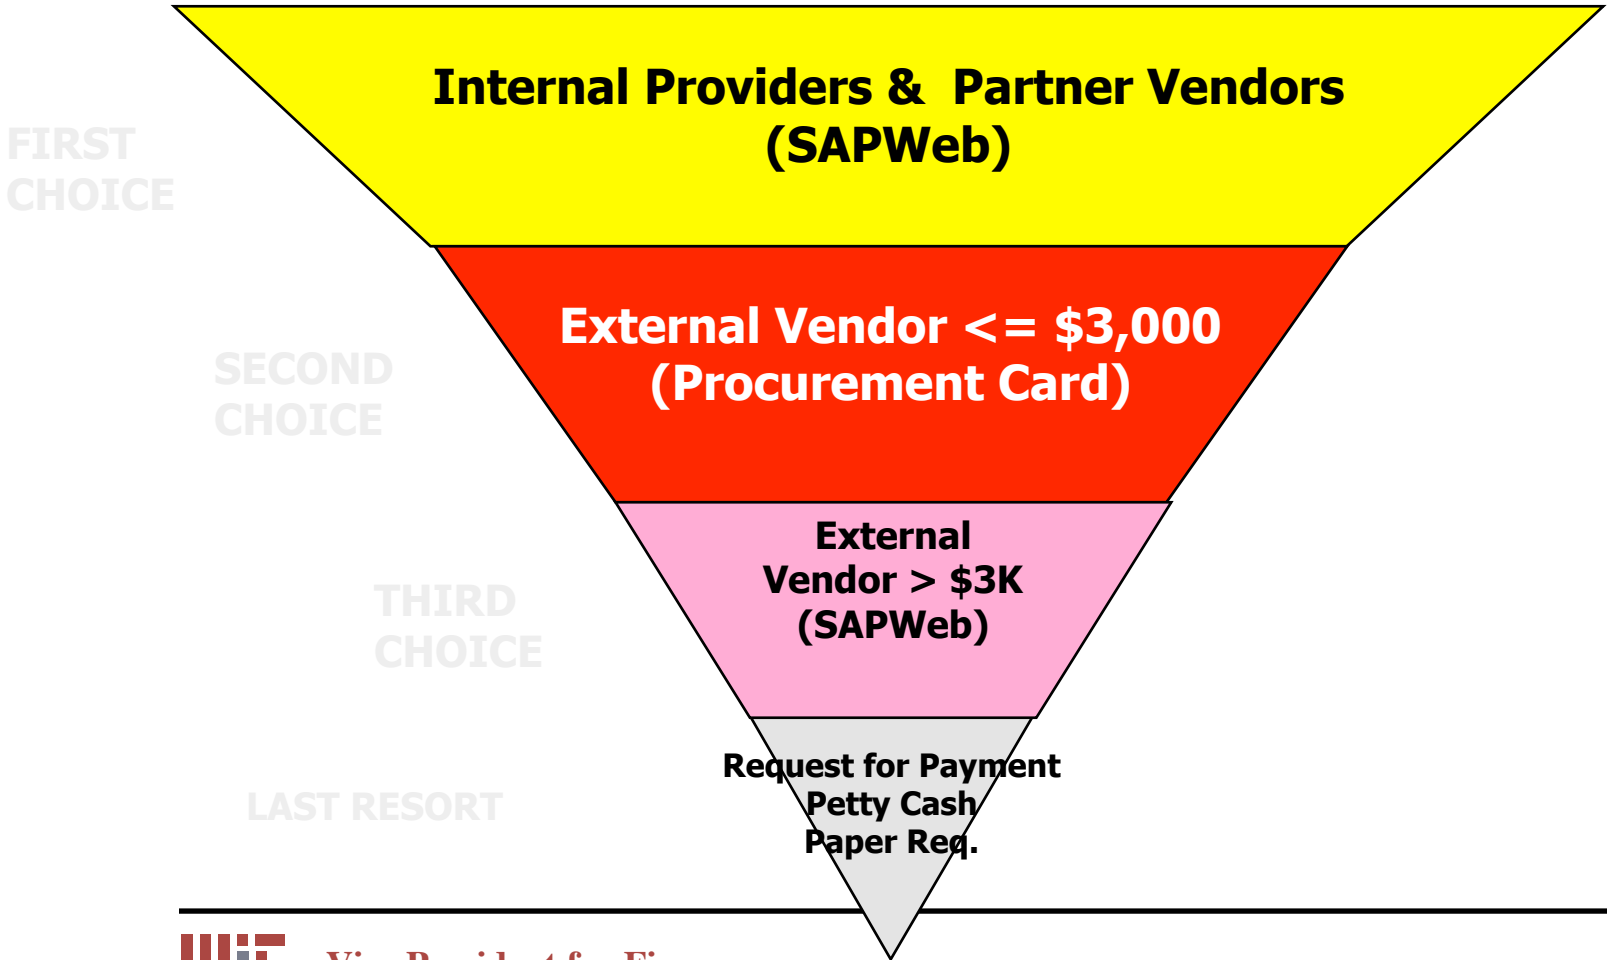 Internal Providers & Partner Vendors
(SAPWeb)
FIRST
CHOICE
External Vendor <= $3,000
(Procurement Card)
SECOND
CHOICE
External
Vendor > $3K
(SAPWeb)
THIRD
CHOICE
Request for Payment
Petty Cash
Paper Req.
LAST RESORT